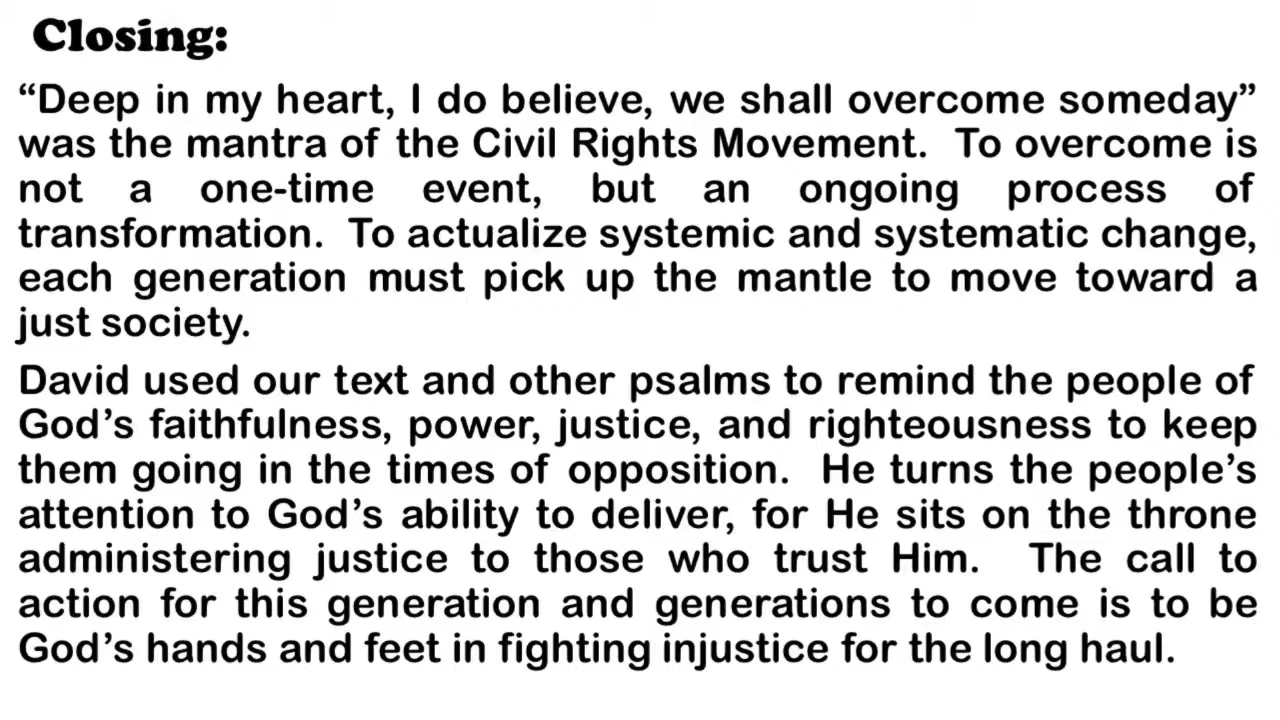 Closing:
“Deep in my heart, I do believe, we shall overcome someday”
was the mantra of the Civil Rights Movement.  To overcome is
not a one-time event, but an ongoing process of
transformation.  To actualize systemic and systematic change,
each generation must pick up the mantle to move toward a
just society.
David used our text and other psalms to remind the people of
God’s faithfulness, power, justice, and righteousness to keep
them going in the times of opposition.  He turns the people’s
attention to God’s ability to deliver, for He sits on the throne
administering justice to those who trust Him.  The call to
action for this generation and generations to come is to be
God’s hands and feet in fighting injustice for the long haul.